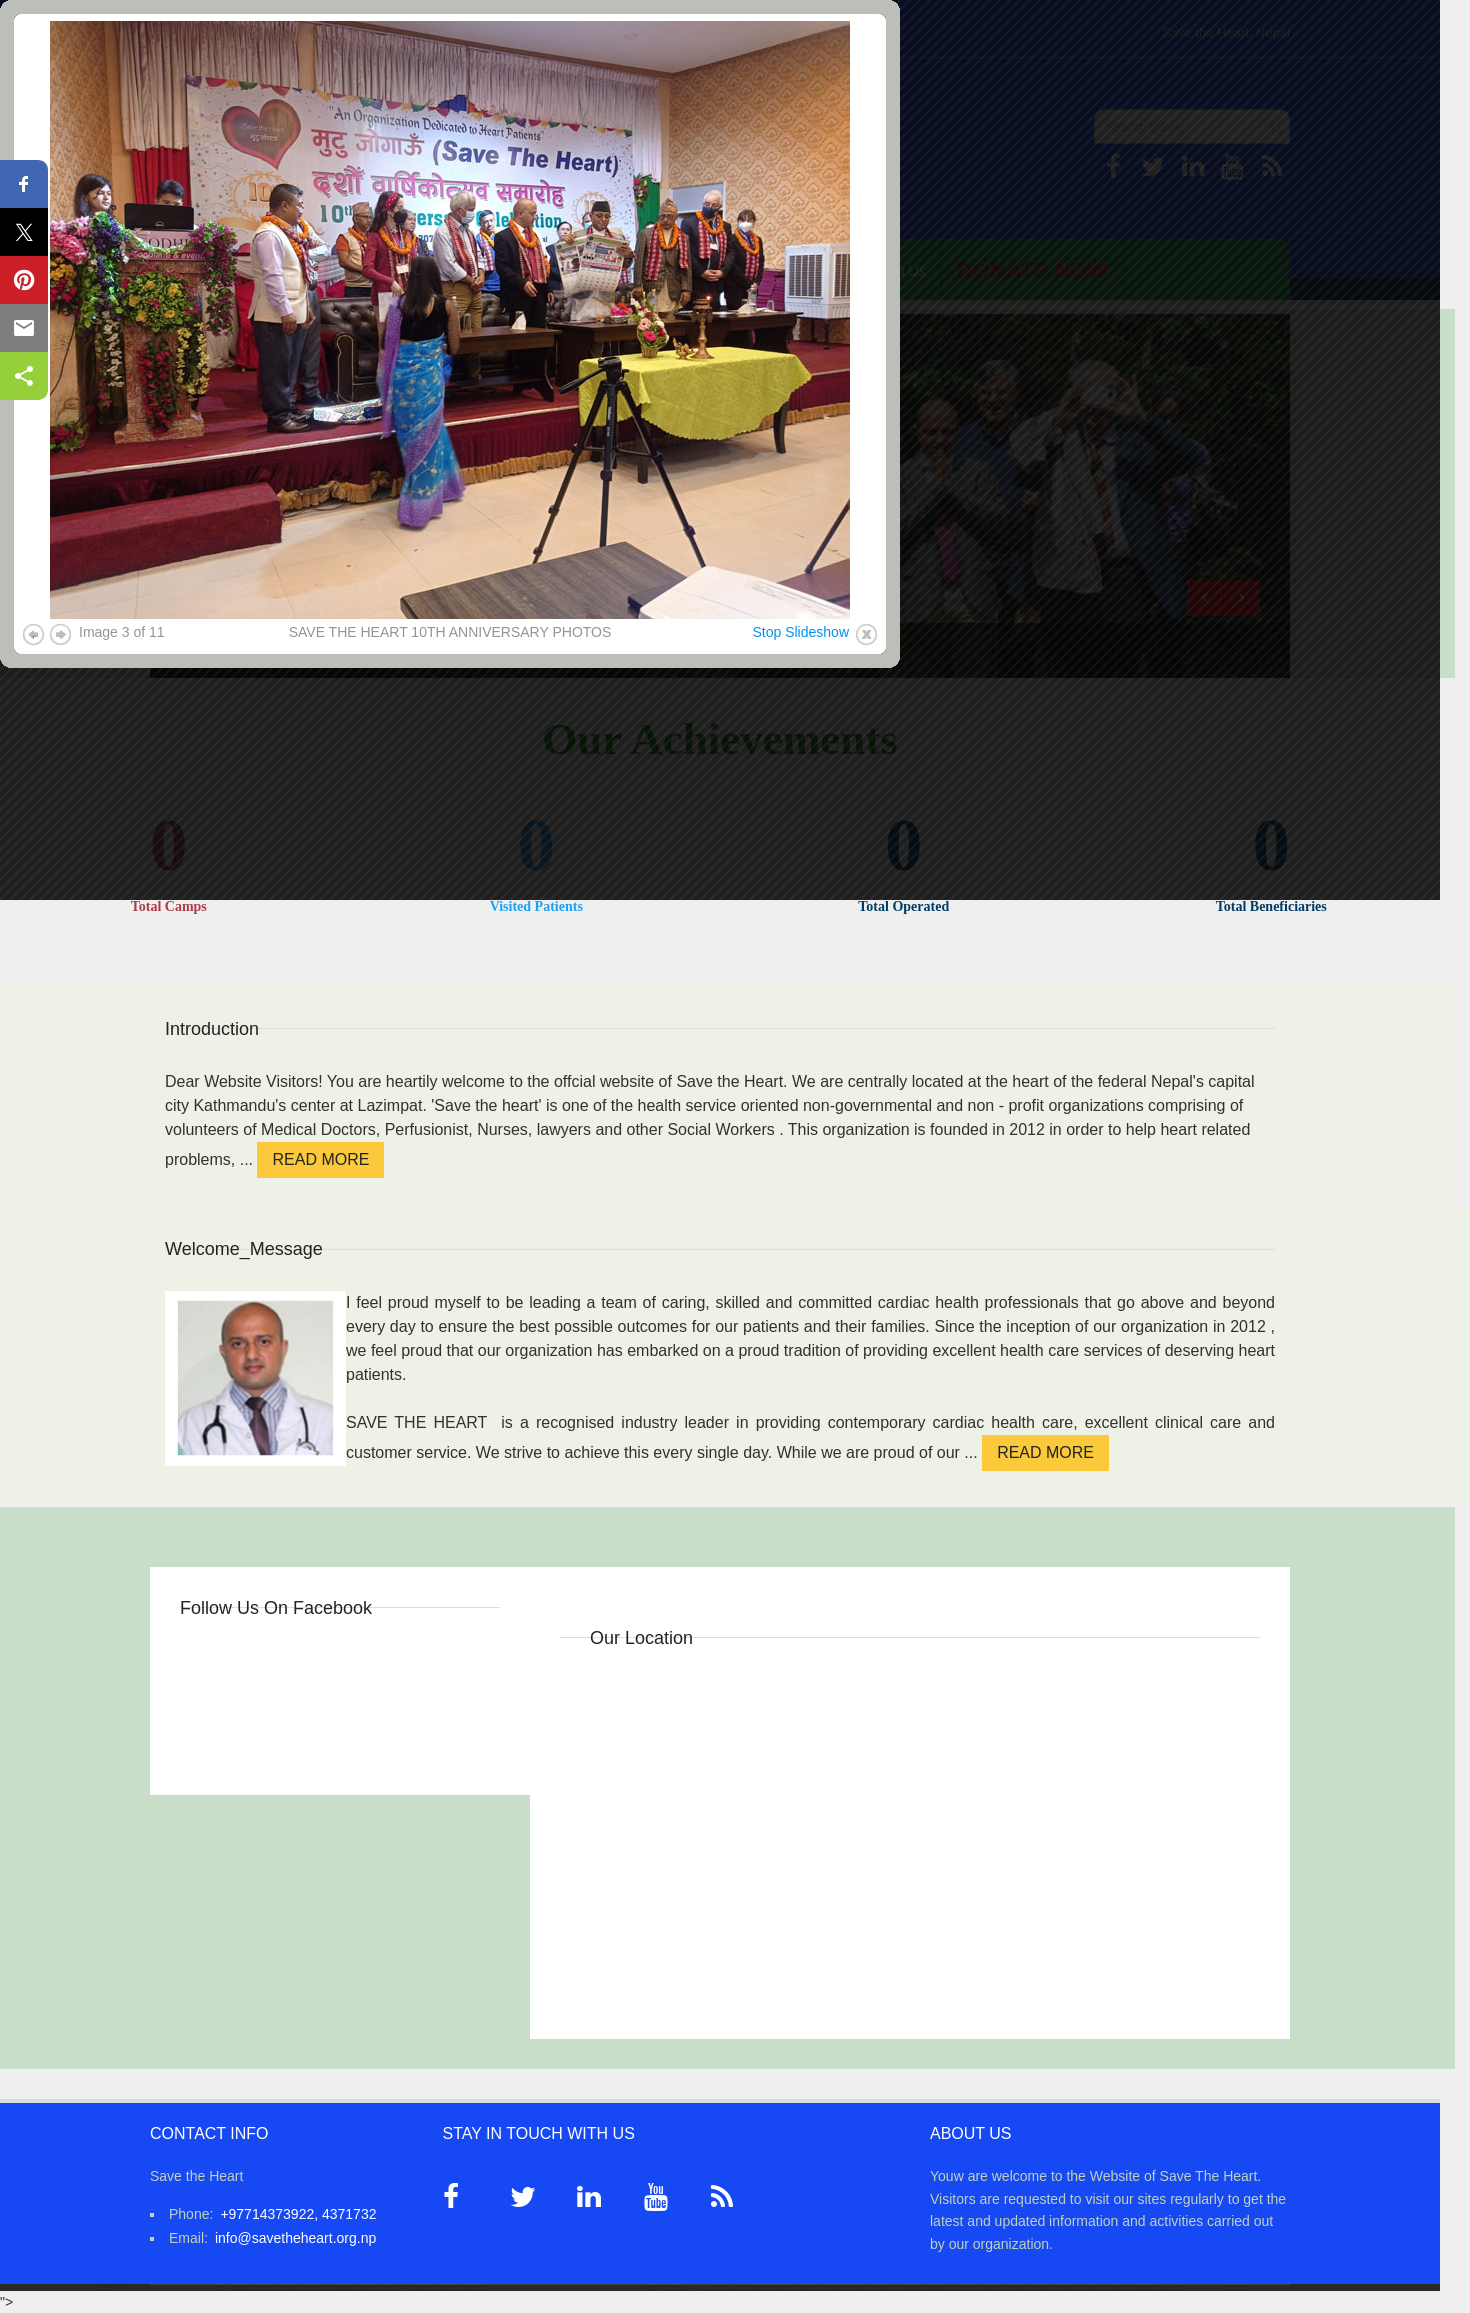 Save the Heart, Nepal
"An Organization Dedicated to Heart Patients"
मुटु जोगाऔँ (Save The Heart)
दशौँ वार्षिकोत्सव समारोह
DONATE NOW
Image 3 of 11
SAVE THE HEART 10TH ANNIVERSARY PHOTOS
Stop Slideshow
Our Achievements
0
0
0
0
Total Camps
Visited Patients
Total Operated
Total Beneficiaries
Introduction
Dear Website Visitors! You are heartily welcome to the offcial website of Save the Heart. We are centrally located at the heart of the federal Nepal's capital
city Kathmandu's center at Lazimpat. 'Save the heart' is one of the health service oriented non-governmental and non - profit organizations comprising of
volunteers of Medical Doctors, Perfusionist, Nurses, lawyers and other Social Workers . This organization is founded in 2012 in order to help heart related
problems, ... READ MORE
Welcome_Message
I feel proud myself to be leading a team of caring, skilled and committed cardiac health professionals that go above and beyond
every day to ensure the best possible outcomes for our patients and their families. Since the inception of our organization in 2012 ,
we feel proud that our organization has embarked on a proud tradition of providing excellent health care services of deserving heart
patients.
SAVE THE HEART is a recognised industry leader in providing contemporary cardiac health care, excellent clinical care and
customer service. We strive to achieve this every single day. While we are proud of our ... READ MORE
Follow Us On Facebook
Our Location
CONTACT INFO
Save the Heart
Phone: +97714373922, 4371732
Email: info@savetheheart.org.np
STAY IN TOUCH WITH US
You Tube
ABOUT US
Youw are welcome to the Website of Save The Heart.
Visitors are requested to visit our sites regularly to get the
latest and updated information and activities carried out
by our organization.
">